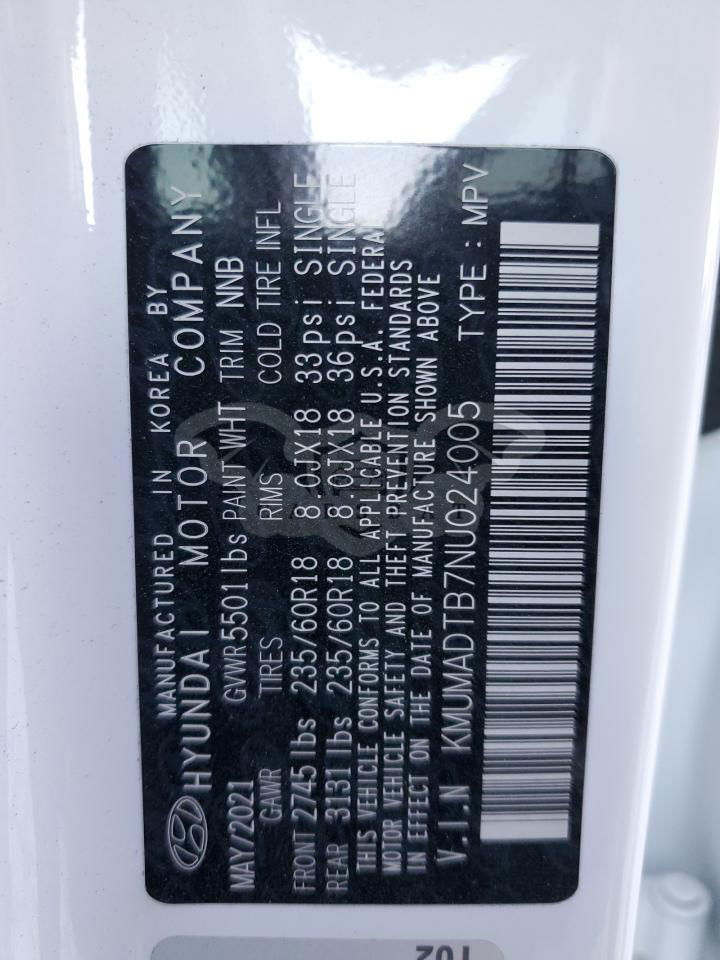 MANUFACTURED IN KOREA BY
HYUNDAI MOTOR COMPANY
MAY/2021 GVWR 5501lbs PAINT WHT TRIM NNB
GAWR TIRES RIMS COLD TIRE INFL
FRONT 2745lbs 235/60R18 8.0JX18 33psi SINGLE
REAR 3131lbs 235/60R18 8.0JX18 36psi SINGLE
THIS VEHICLE CONFORMS TO ALL APPLICABLE U.S.A. FEDERAL
MOTOR VEHICLE SAFETY AND THEFT PREVENTION STANDARDS
IN EFFECT ON THE DATE OF MANUFACTURE SHOWN ABOVE
V.I.N KMUMADTB7NU024005 TYPE : MPV
T02